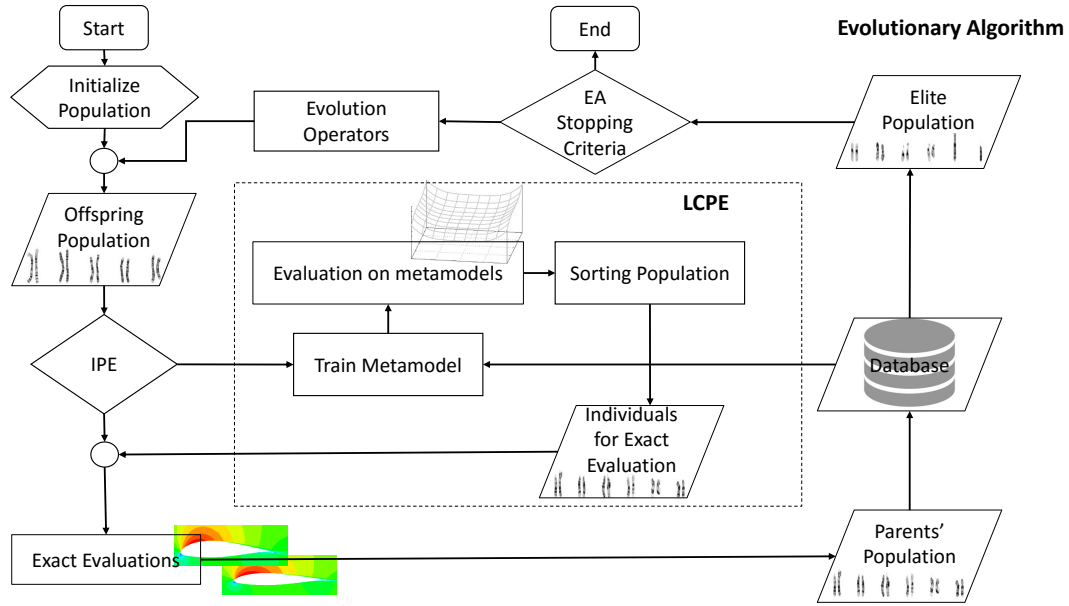 Start
End
Evolutionary Algorithm
Initialize
Population
Evolution
Operators
EA
Stopping
Criteria
Elite
Population
Offspring
Population
LCPE
Evaluation on metamodels
Sorting Population
IPE
Train Metamodel
Database
Individuals
for Exact
Evaluation
Exact Evaluations
Parents’
Population